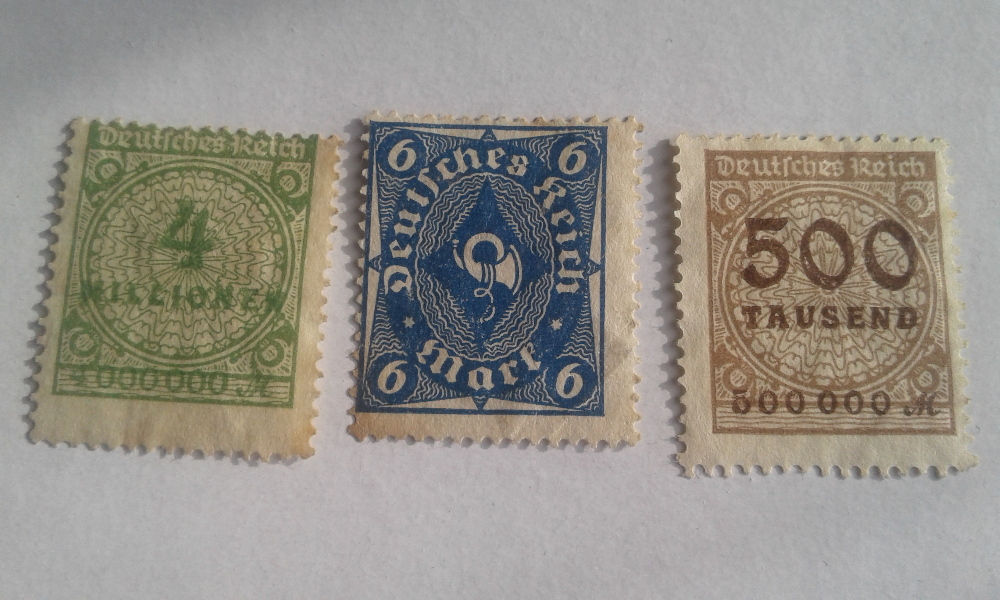 Deutsches Reich
4
MILLIONEN
4 000 000 M
6 6
Deutsches Reich
Mark
6 6
Deutsches Reich
500
TAUSEND
500 000 M